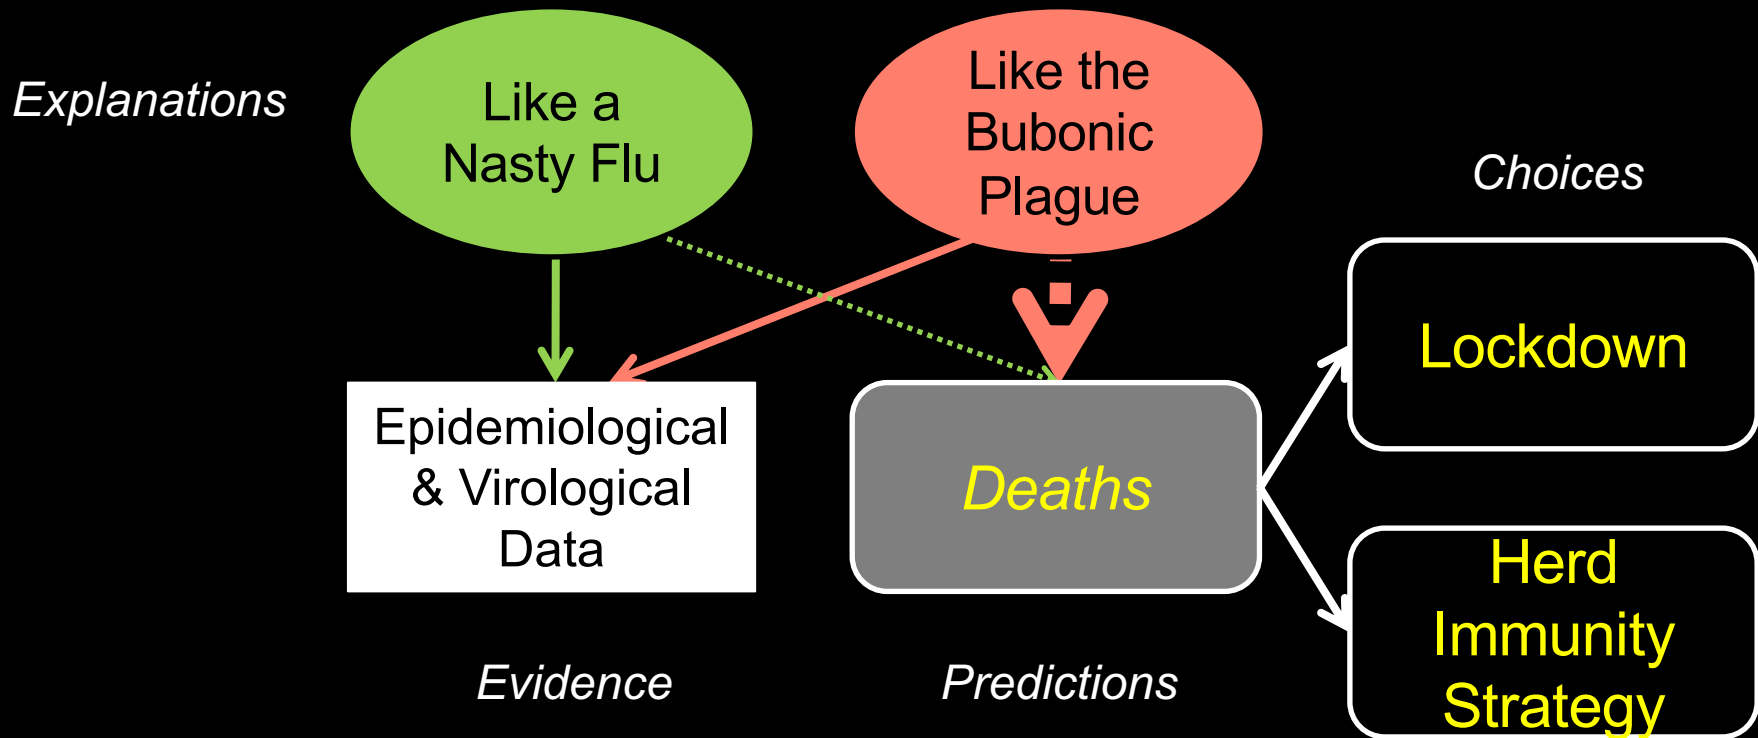 Explanations
Like a
Nasty Flu
Like the
Bubonic
Plague
Choices
Lockdown
Epidemiological
& Virological
Data
Deaths
Herd
Immunity
Strategy
Evidence
Predictions